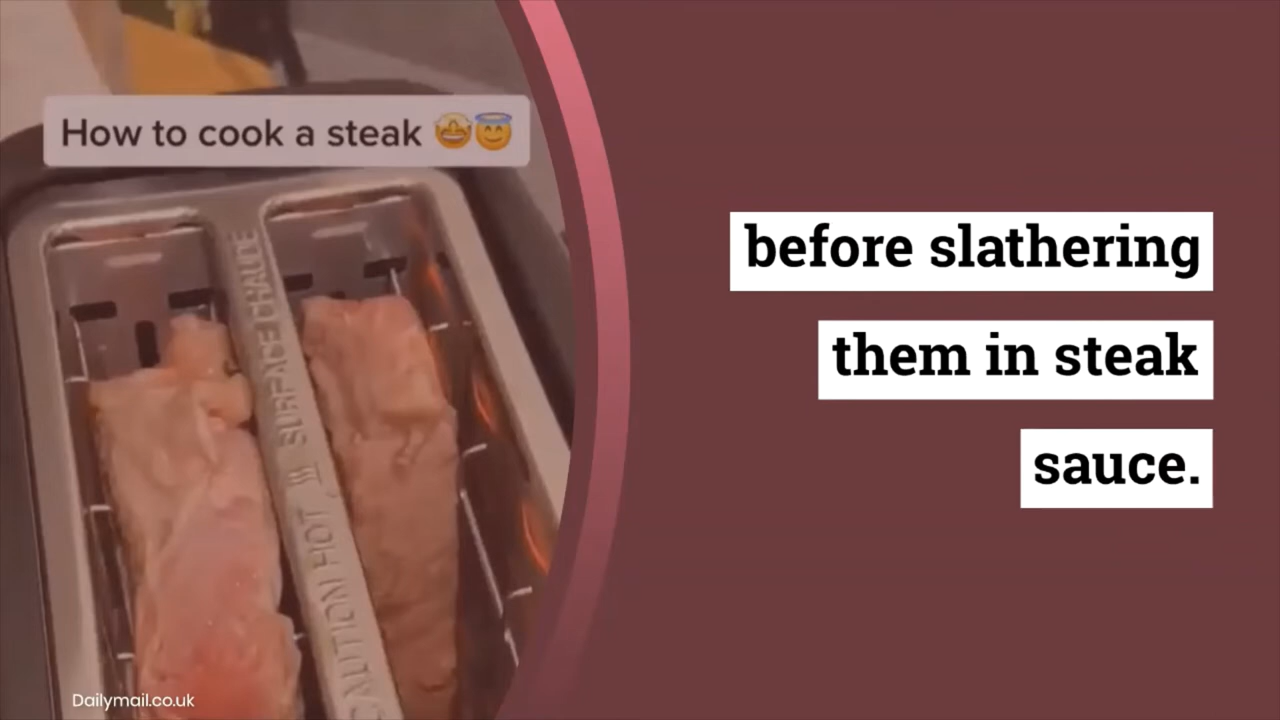 How to cook a steak 🤩😇
SURFACE CHAUDE
CAUTION HOT
before slathering
them in steak
sauce.
Dailymail.co.uk